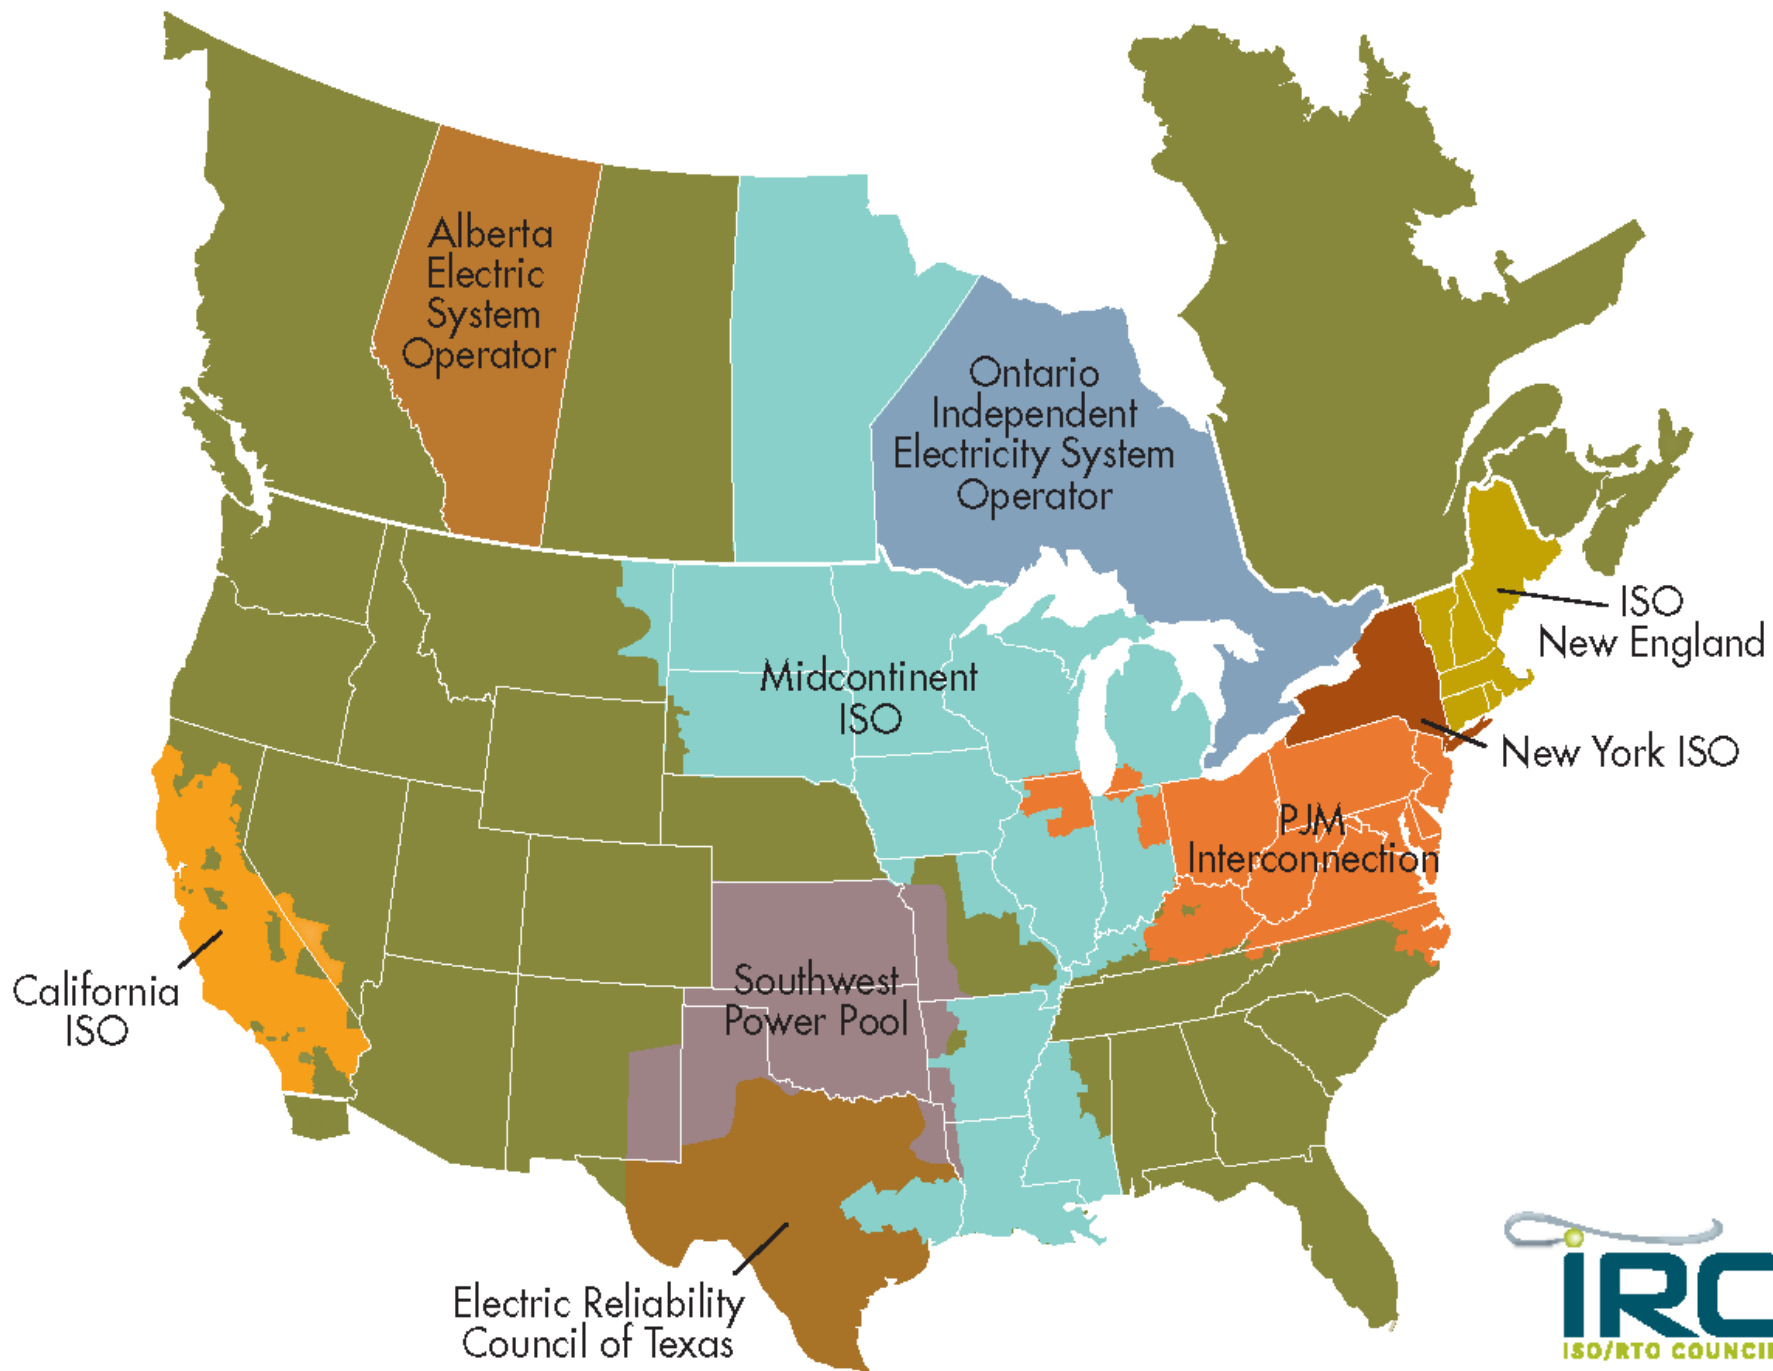 Alberta
Electric
System
Operator
Ontario
Independent
Electricity System
Operator
ISO
New England
Midcontinent
ISO
New York ISO
PJM
Interconnection
California
ISO
Southwest
Power Pool
Electric Reliability
Council of Texas
iRC
ISO/RTO COUNCIL